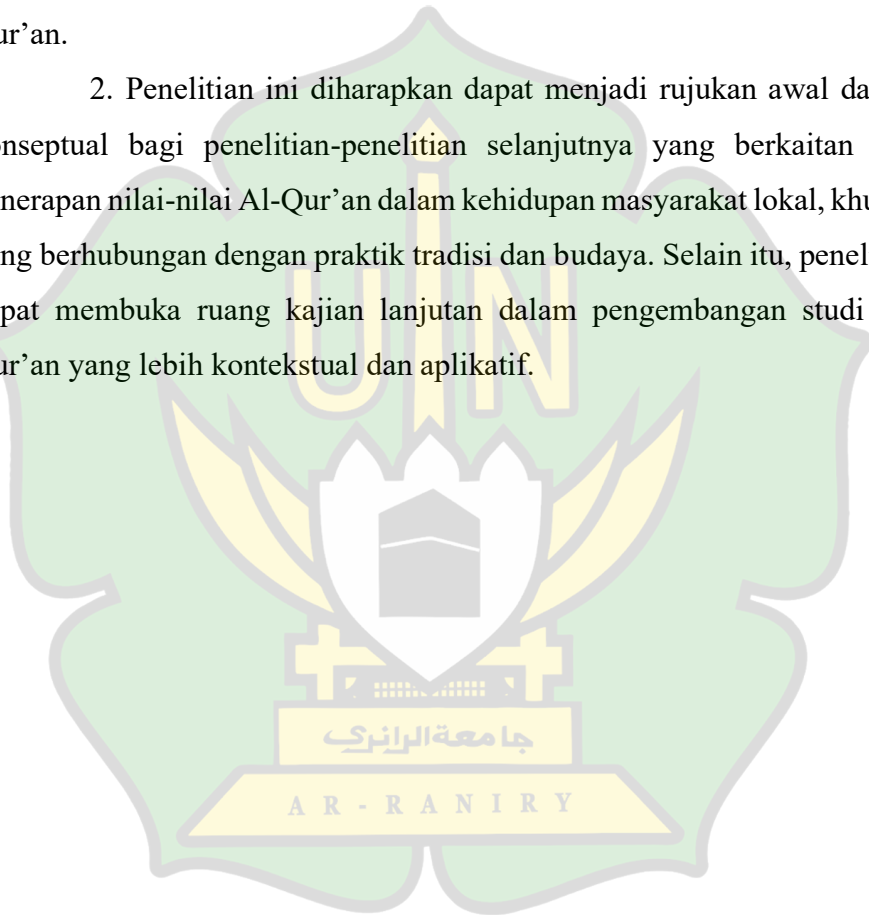 ur’an.
2. Penelitian ini diharapkan dapat menjadi rujukan awal da
onseptual bagi penelitian-penelitian selanjutnya yang berkaitan
nerapan nilai-nilai Al-Qur’an dalam kehidupan masyarakat lokal, khu
ng berhubungan dengan praktik tradisi dan budaya. Selain itu, penel
pat membuka ruang kajian lanjutan dalam pengembangan studi
ur’an yang lebih kontekstual dan aplikatif.
UIN
جامعة الرانري
AR-RANIRY